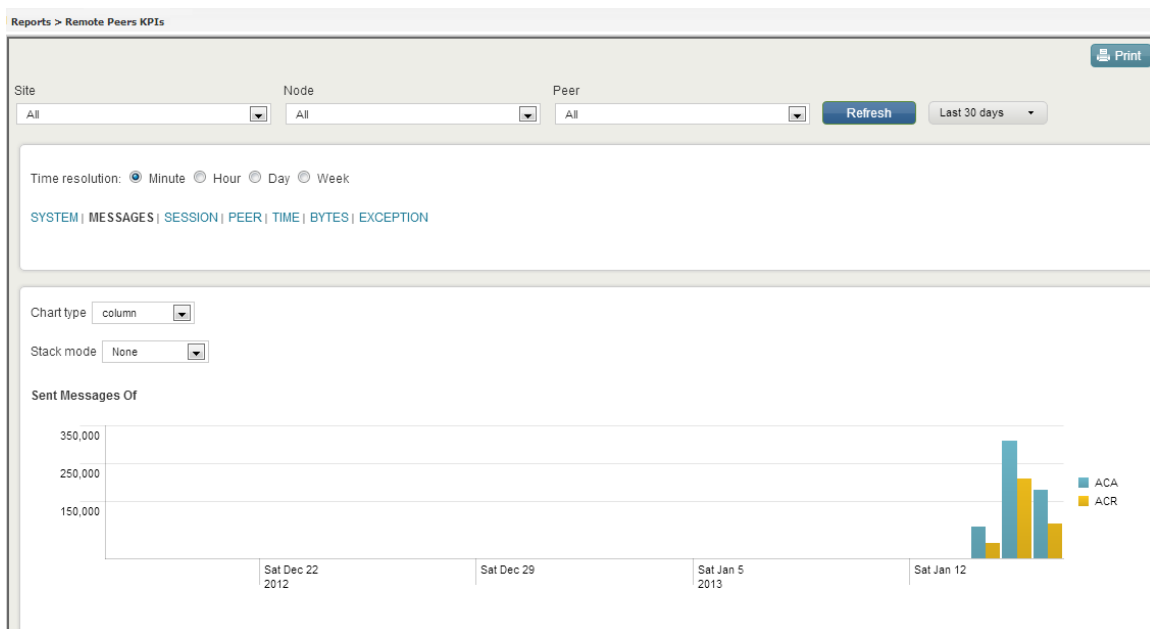 Reports > Remote Peers KPIs
Print
Site Node Peer
All All All Refresh Last 30 days
Time resolution: Minute Hour Day Week
SYSTEM | MESSAGES | SESSION | PEER | TIME | BYTES | EXCEPTION
Chart type column
Stack mode None
Sent Messages Of
350,000
250,000
150,000
ACA
ACR
Sat Dec 22 Sat Dec 29 Sat Jan 5 Sat Jan 12
2012 2013